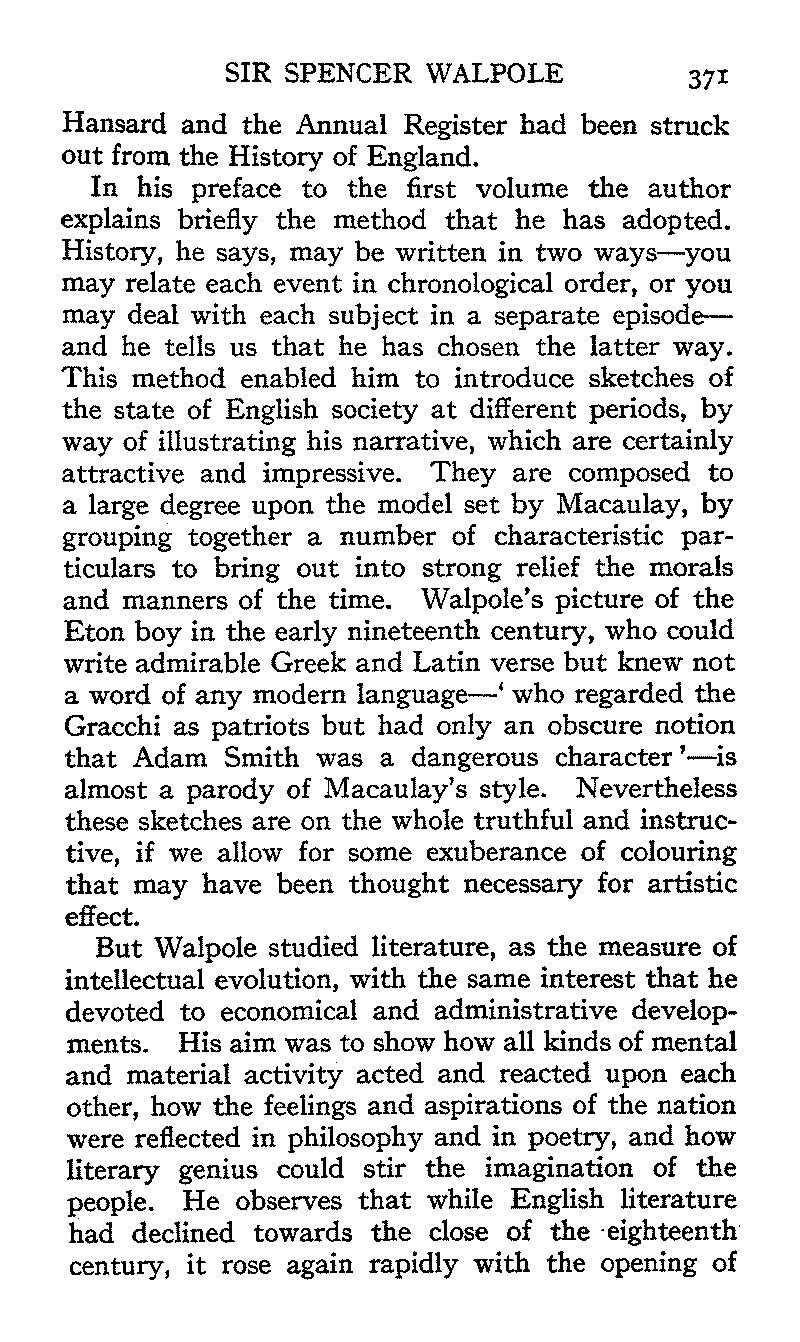 SIR SPENCER WALPOLE 371
Hansard and the Annual Register had been struck
out from the History of England.
In his preface to the first volume the author
explains briefly the method that he has adopted.
History, he says, may be written in two ways—you
may relate each event in chronological order, or you
may deal with each subject in a separate episode—
and he tells us that he has chosen the latter way.
This method enabled him to introduce sketches of
the state of English society at different periods, by
way of illustrating his narrative, which are certainly
attractive and impressive. They are composed to
a large degree upon the model set by Macaulay, by
grouping together a number of characteristic par-
ticulars to bring out into strong relief the morals
and manners of the time. Walpole's picture of the
Eton boy in the early nineteenth century, who could
write admirable Greek and Latin verse but knew not
a word of any modern language—‘ who regarded the
Gracchi as patriots but had only an obscure notion
that Adam Smith was a dangerous character ’—is
almost a parody of Macaulay's style. Nevertheless
these sketches are on the whole truthful and instruc-
tive, if we allow for some exuberance of colouring
that may have been thought necessary for artistic
effect.
But Walpole studied literature, as the measure of
intellectual evolution, with the same interest that he
devoted to economical and administrative develop-
ments. His aim was to show how all kinds of mental
and material activity acted and reacted upon each
other, how the feelings and aspirations of the nation
were reflected in philosophy and in poetry, and how
literary genius could stir the imagination of the
people. He observes that while English literature
had declined towards the close of the eighteenth
century, it rose again rapidly with the opening of